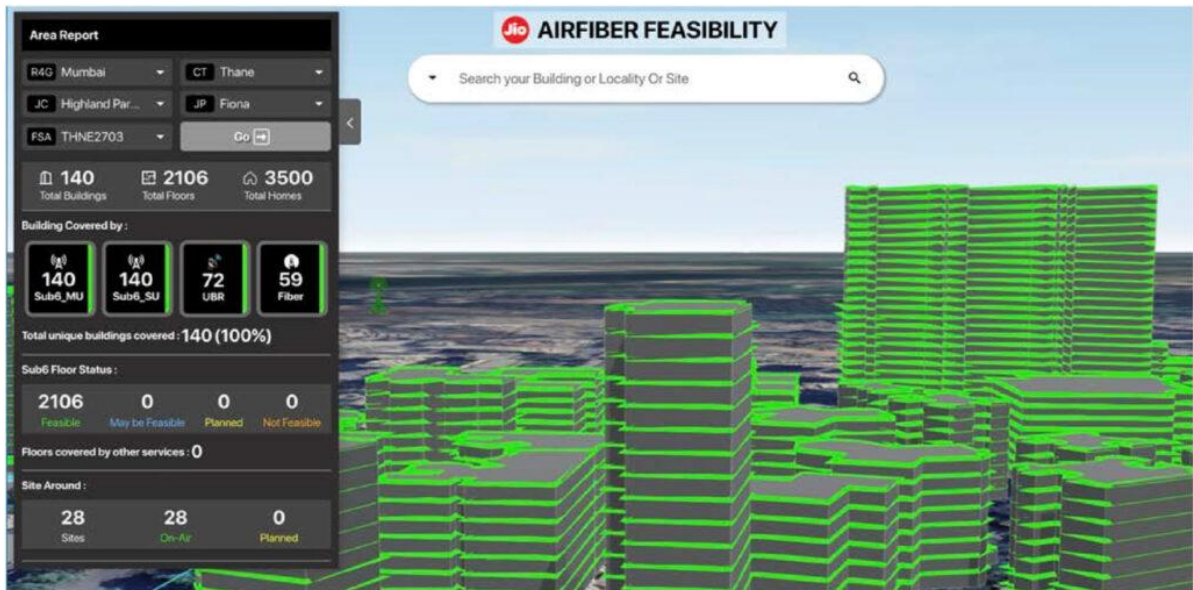 Area Report
R4G Mumbai CT Thane
JC Highland Par... JP Fiona
FSA THNE2703 Go
140 2106 3500
Total Buildings Total Floors Total Homes
Building Covered by :
140 140 72 59
Sub6_MU Sub6_SU UBR Fiber
Total unique buildings covered : 140 (100%)
Sub6 Floor Status :
2106 0 0 0
Feasible May be Feasible Planned Not Feasible
Floors covered by other services : 0
Site Around :
28 28 0
Sites On-Air Planned
Jio AIRFIBER FEASIBILITY
Search your Building or Locality Or Site